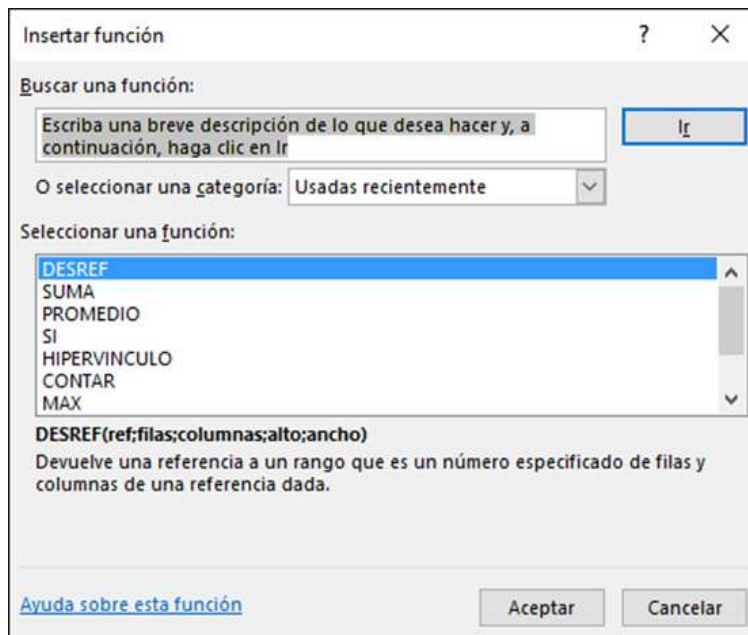 Insertar función
?
Buscar una función:
Escriba una breve descripción de lo que desea hacer y, a
continuación, haga clic en Ir
Ir
O seleccionar una categoría: Usadas recientemente
Seleccionar una función:
DESREF
SUMA
PROMEDIO
SI
HIPERVINCULO
CONTAR
MAX
DESREF(ref;filas;columnas;alto;ancho)
Devuelve una referencia a un rango que es un número especificado de filas y
columnas de una referencia dada.
Ayuda sobre esta función
Aceptar
Cancelar